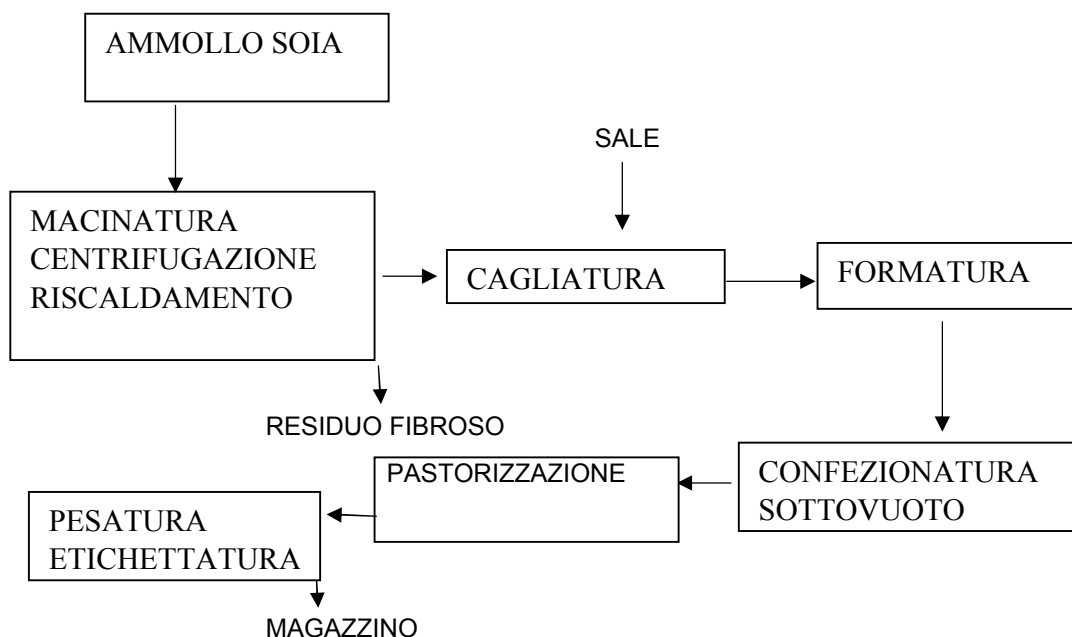 AMMOLLO SOIA
SALE
MACINATURA
CENTRIFUGAZIONE
RISCALDAMENTO
CAGLIATURA
FORMATURA
RESIDUO FIBROSO
CONFEZIONATURA
SOTTOVUOTO
PASTORIZZAZIONE
PESATURA
ETICHETTATURA
MAGAZZINO